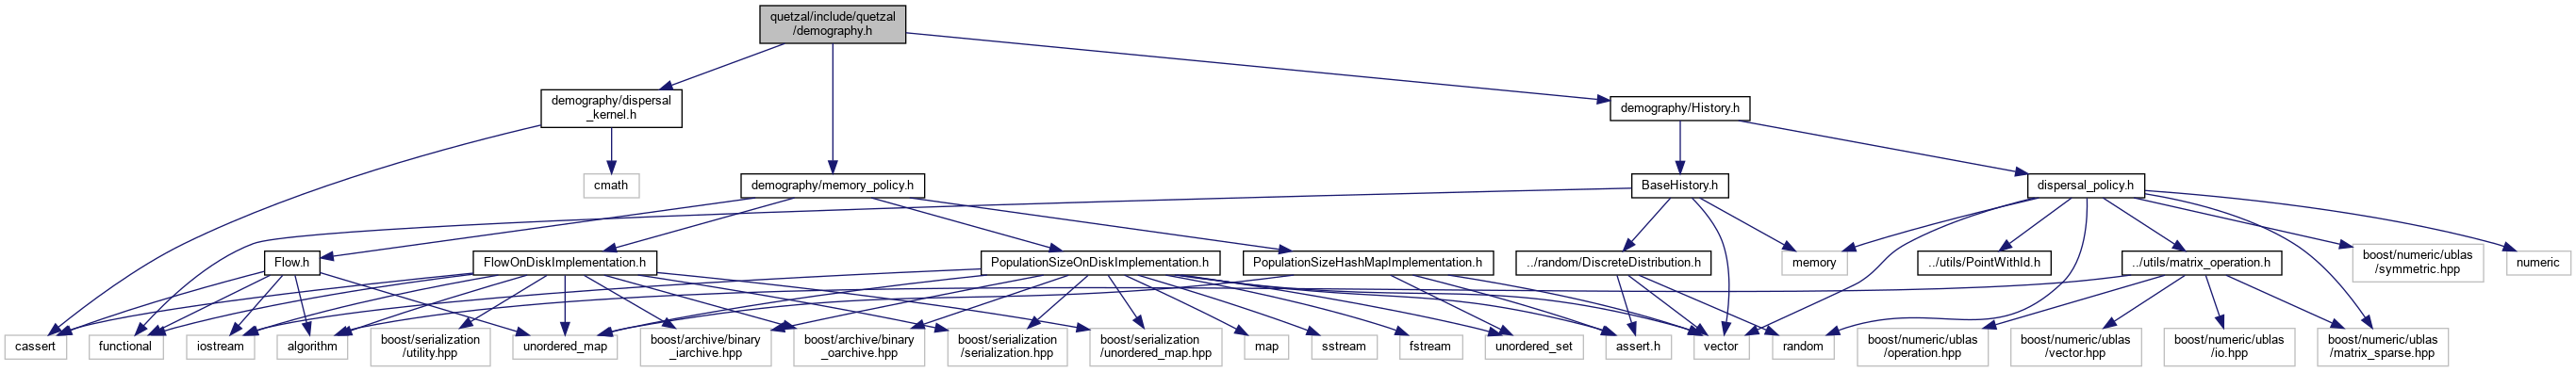 quetzal/include/quetzal
/demography.h
demography/dispersal
_kernel.h
demography/History.h
cmath
demography/memory_policy.h
BaseHistory.h
dispersal_policy.h
Flow.h
FlowOnDiskImplementation.h
PopulationSizeOnDiskImplementation.h
PopulationSizeHashMapImplementation.h
../random/DiscreteDistribution.h
memory
../utils/PointWithId.h
../utils/matrix_operation.h
boost/numeric/ublas
/symmetric.hpp
numeric
cassert
functional
iostream
algorithm
boost/serialization
/utility.hpp
unordered_map
boost/archive/binary
_iarchive.hpp
boost/archive/binary
_oarchive.hpp
boost/serialization
/serialization.hpp
boost/serialization
/unordered_map.hpp
map
sstream
fstream
unordered_set
assert.h
vector
random
boost/numeric/ublas
/operation.hpp
boost/numeric/ublas
/vector.hpp
boost/numeric/ublas
/io.hpp
boost/numeric/ublas
/matrix_sparse.hpp